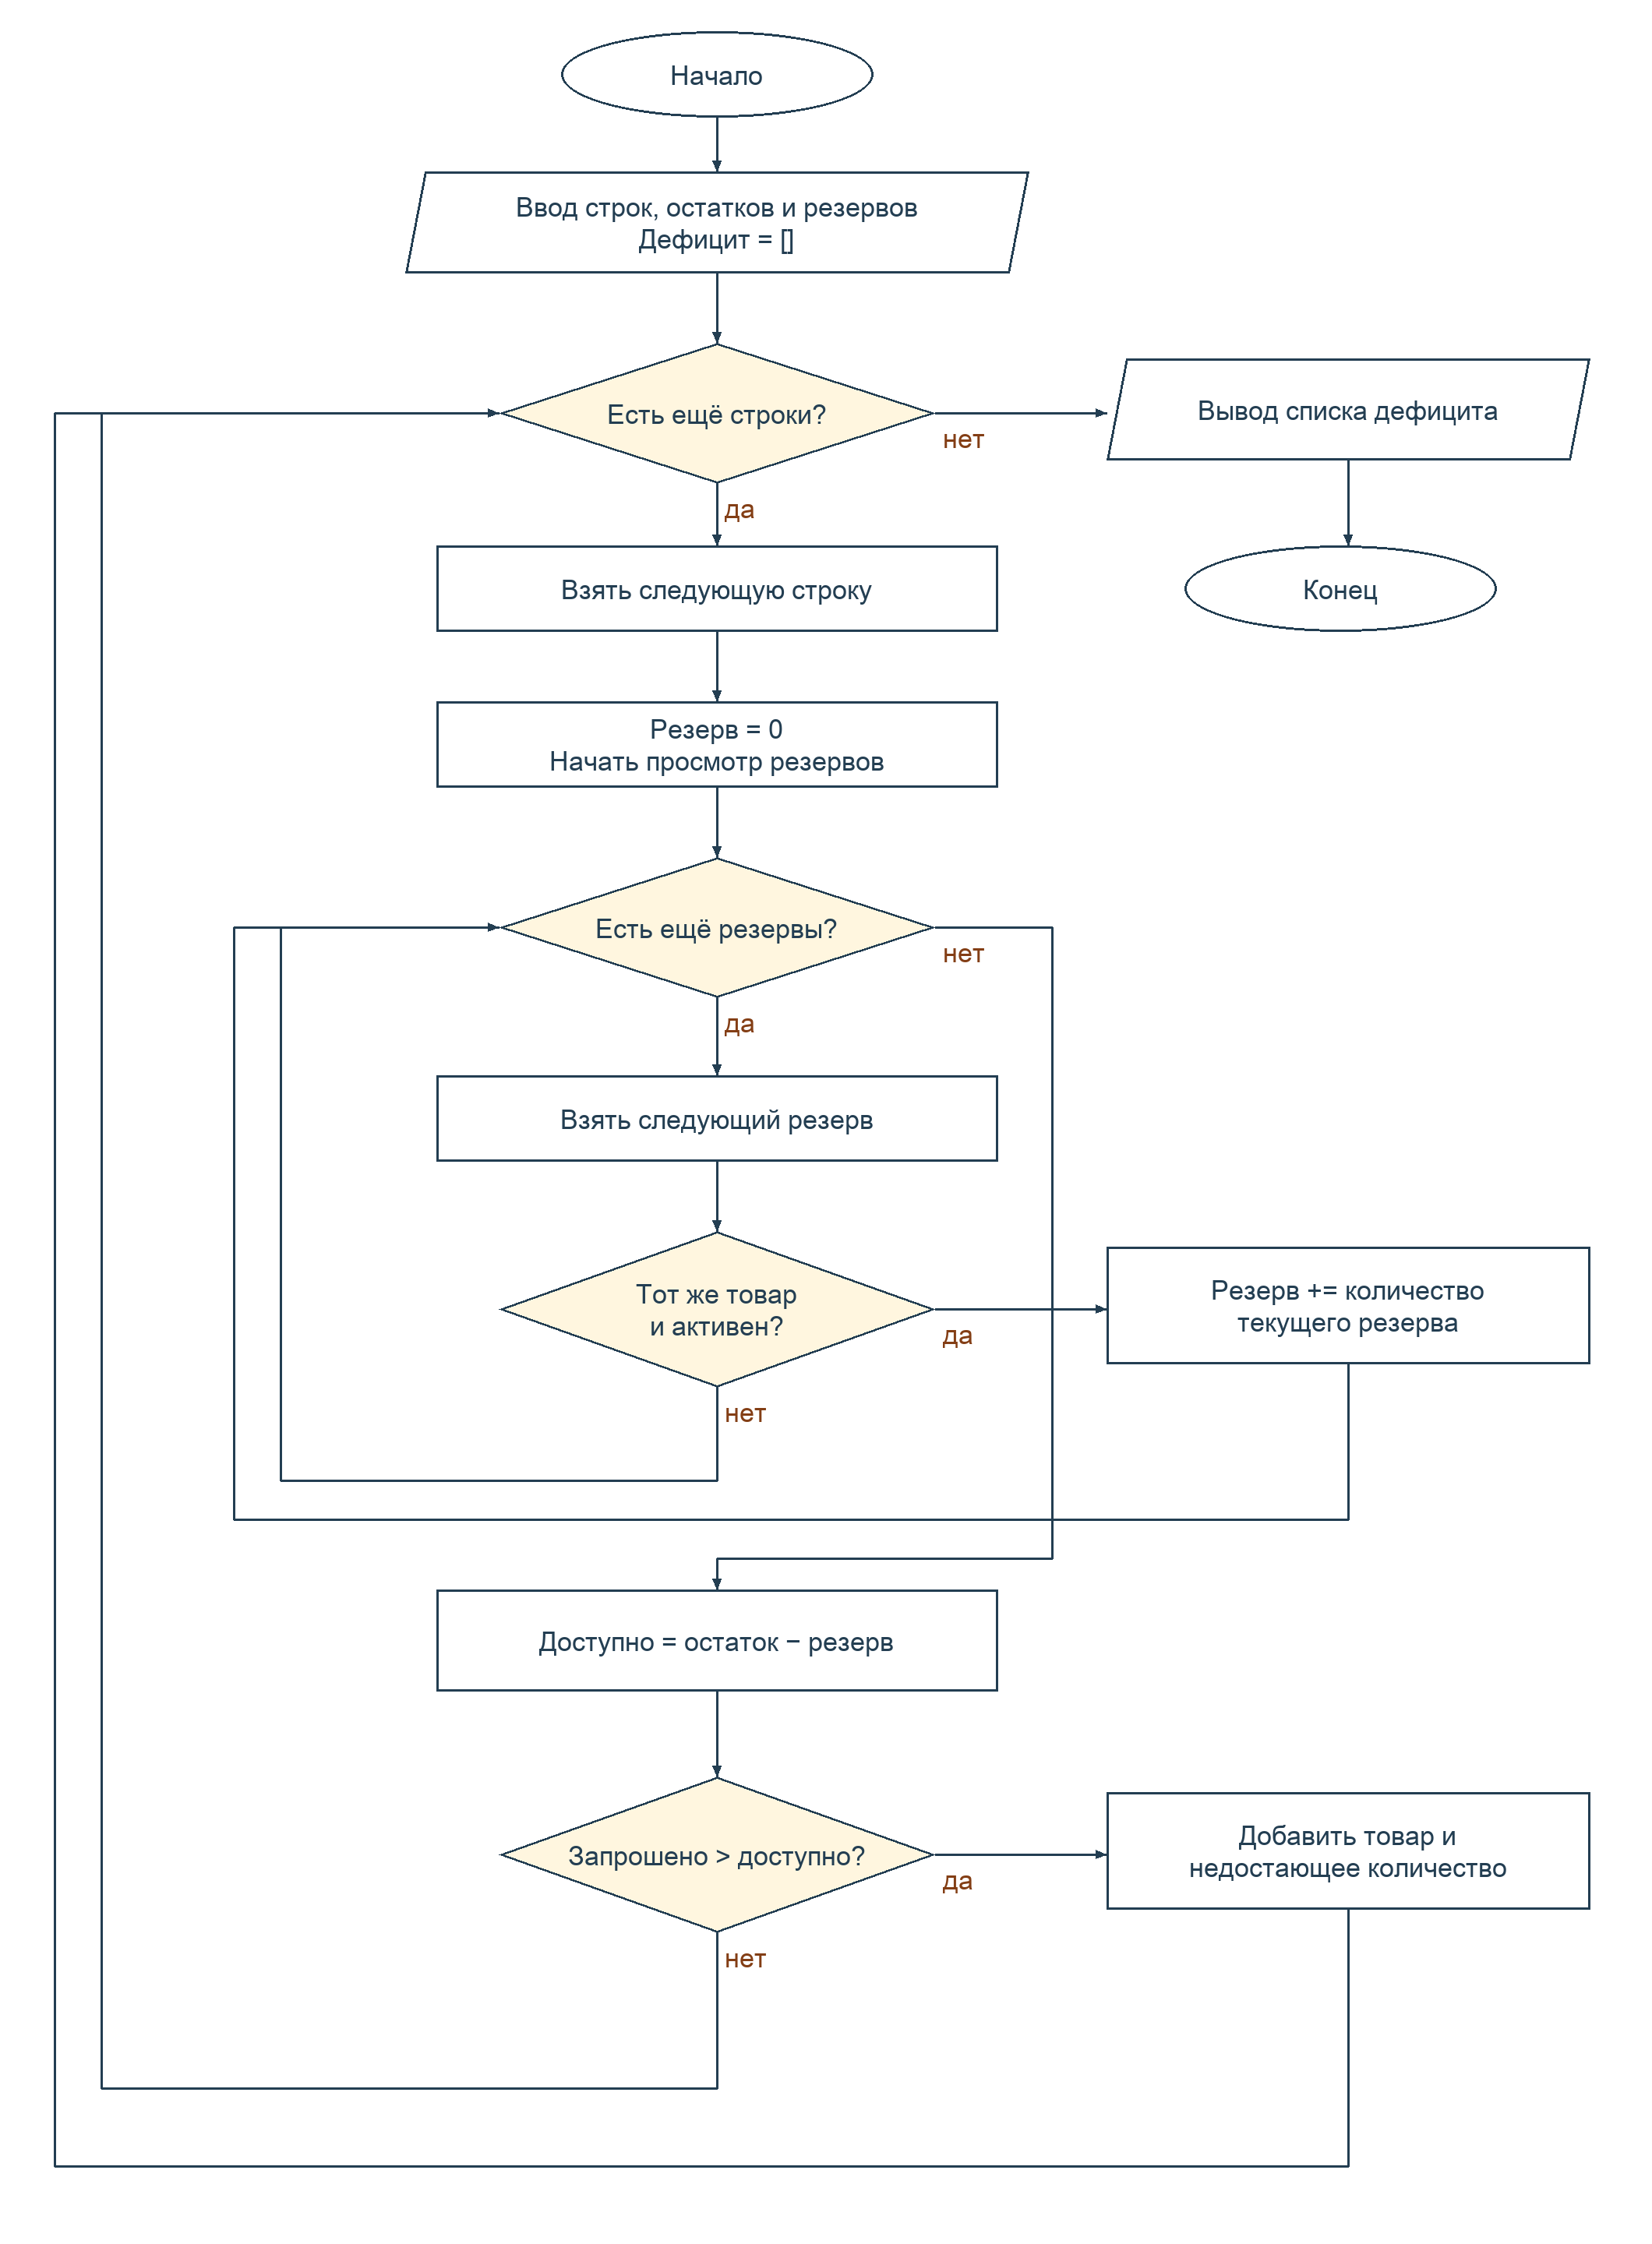 Начало
Ввод строк, остатков и резервов
Дефицит = []
Есть ещё строки?
нет
Вывод списка дефицита
да
Взять следующую строку
Конец
Резерв = 0
Начать просмотр резервов
Есть ещё резервы?
нет
да
Взять следующий резерв
Тот же товар
и активен?
да
Резерв += количество
текущего резерва
нет
Доступно = остаток − резерв
Запрошено > доступно?
да
Добавить товар и
недостающее количество
нет